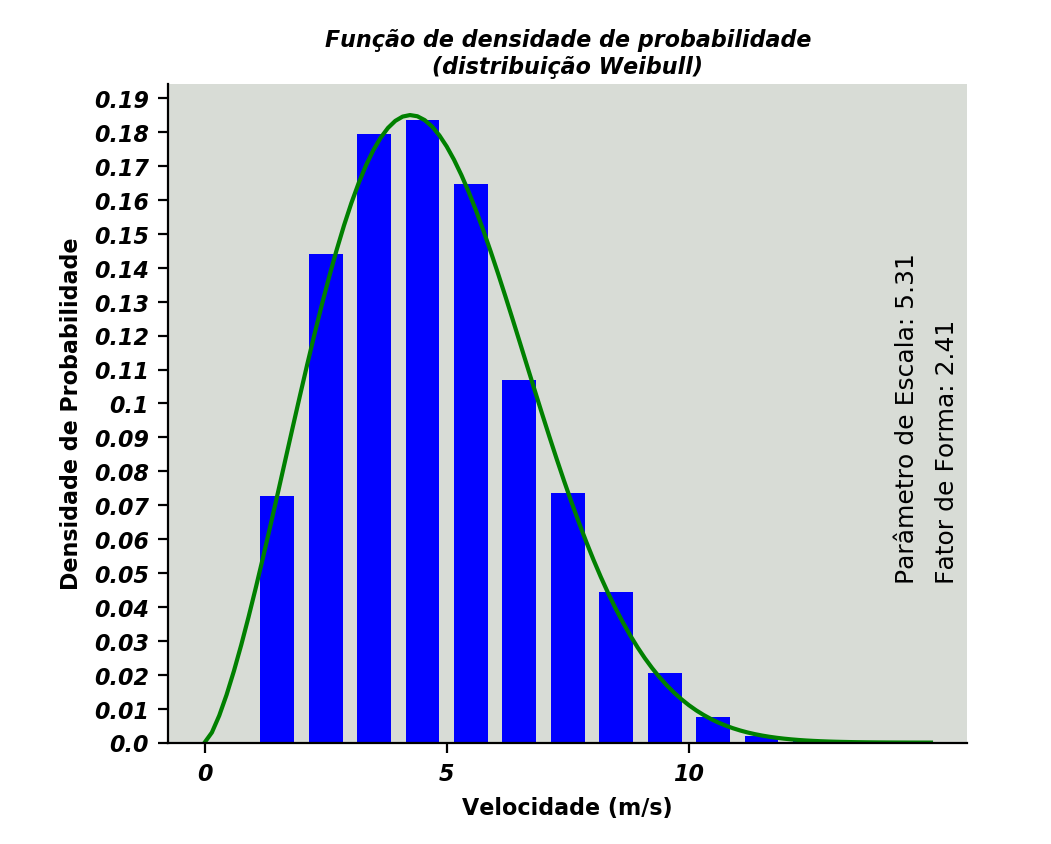 Função de densidade de probabilidade
(distribuição Weibull)
Densidade de Probabilidade
0.19
0.18
0.17
0.16
0.15
0.14
0.13
0.12
0.11
0.1
0.09
0.08
0.07
0.06
0.05
0.04
0.03
0.02
0.01
0.0
Parâmetro de Escala: 5.31
Fator de Forma: 2.41
0 5 10
Velocidade (m/s)